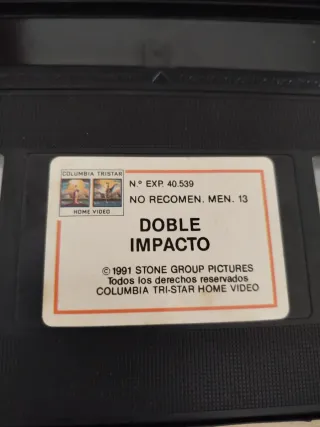 COLUMBIA TRISTAR
HOME VIDEO
N.º EXP. 40.539
NO RECOMEN. MEN. 13
DOBLE
IMPACTO
© 1991 STONE GROUP PICTURES
Todos los derechos reservados
COLUMBIA TRI-STAR HOME VIDEO